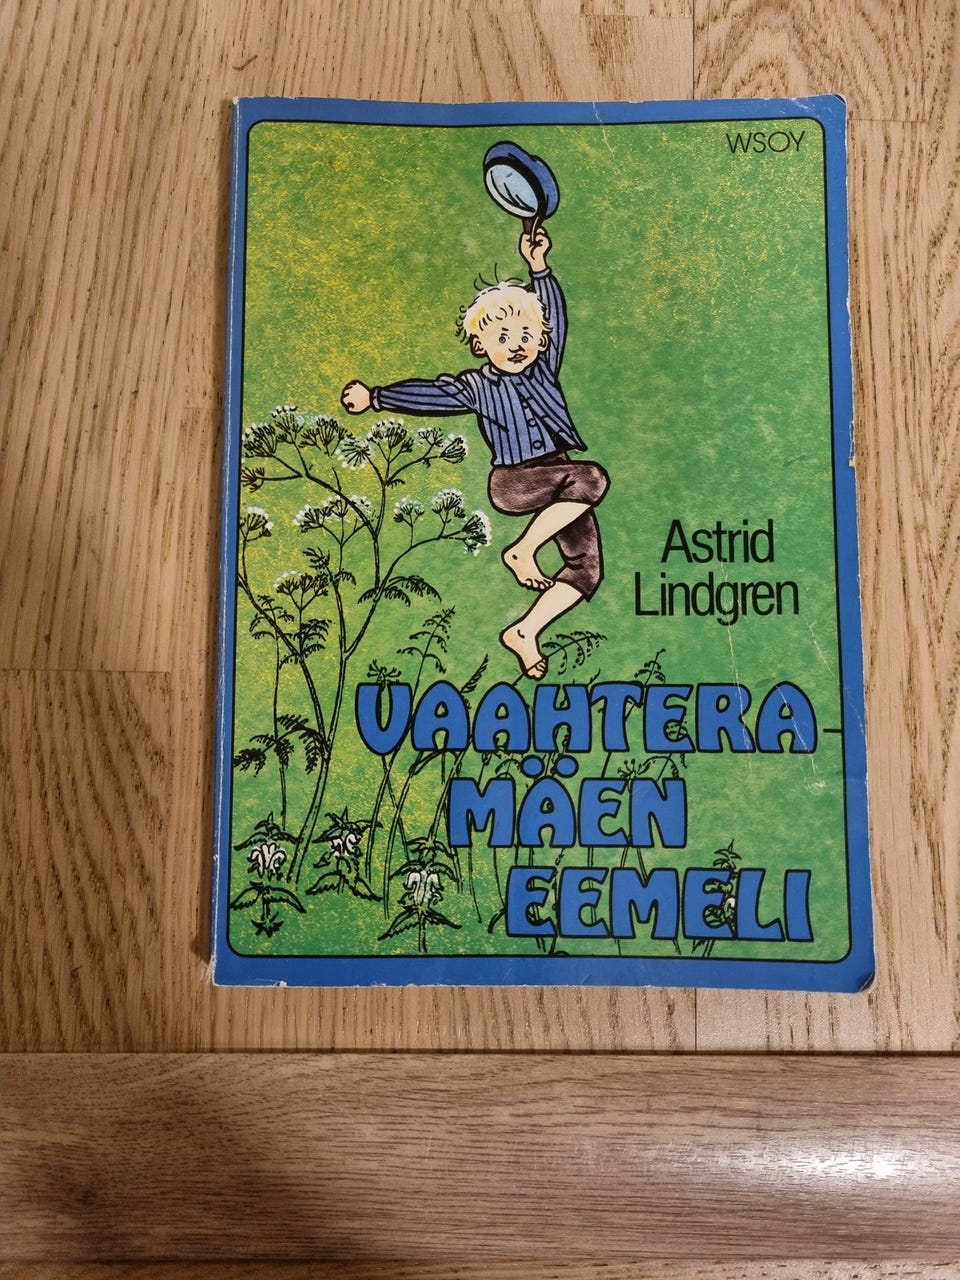 WSOY
Astrid
Lindgren
VAAHTERA-
MÄEN
EEMELI